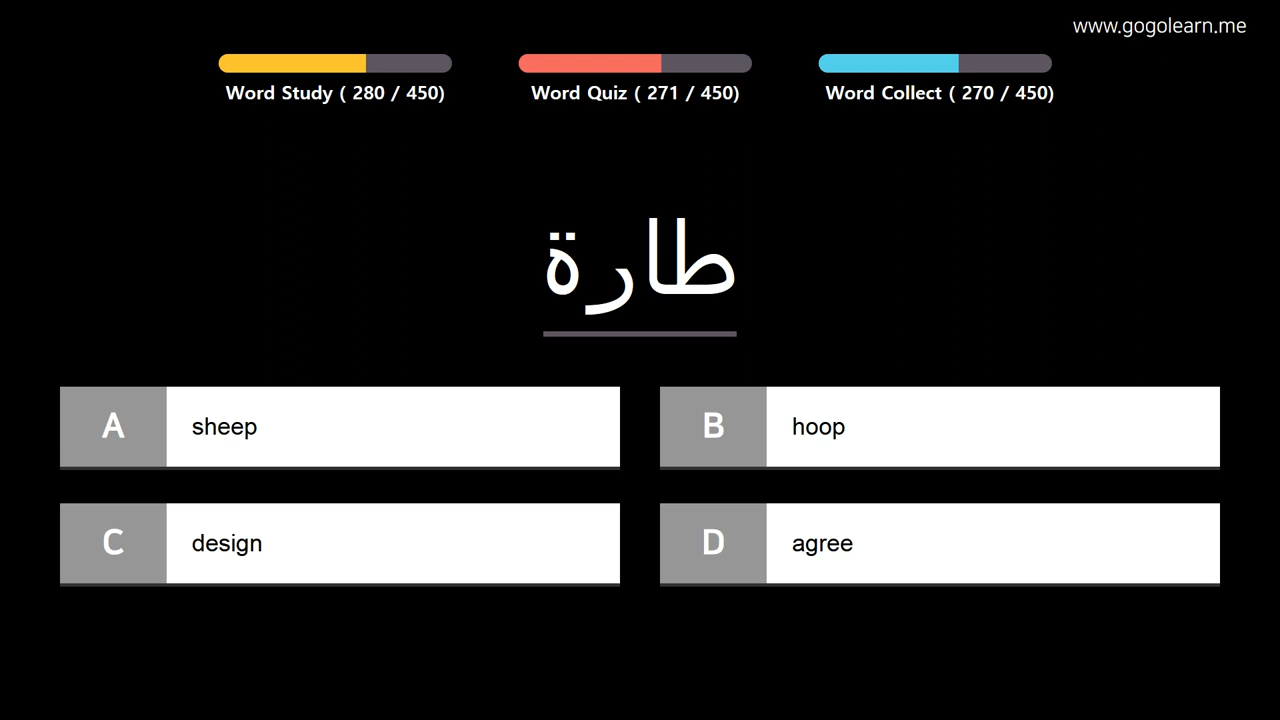 www.gogolearn.me
Word Study ( 280 / 450)
Word Quiz ( 271 / 450)
Word Collect ( 270 / 450)
طارة
A sheep
B hoop
C design
D agree